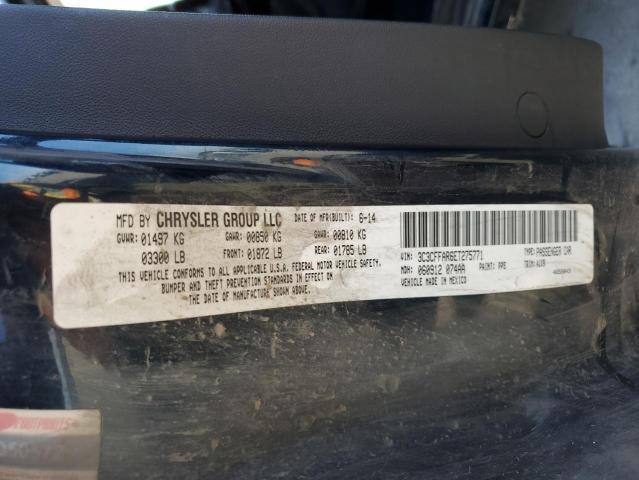 MFD BY CHRYSLER GROUP LLC DATE OF MFR(BUILT): 6-14
GVWR: 01497 KG GAWR: 00850 KG GAWR: 00810 KG
03300 LB FRONT: 01872 LB REAR: 01785 LB
THIS VEHICLE CONFORMS TO ALL APPLICABLE U.S.A. FEDERAL MOTOR VEHICLE SAFETY,
BUMPER AND THEFT PREVENTION STANDARDS IN EFFECT ON
THE DATE OF MANUFACTURE SHOWN ABOVE.
VIN: 3C3CFFAR6ET275771 TYPE: PASSENGER CAR
MDH: 060912 074AA PAINT: PPS TRIM:
VEHICLE MADE IN MEXICO
FOOTPRINTS